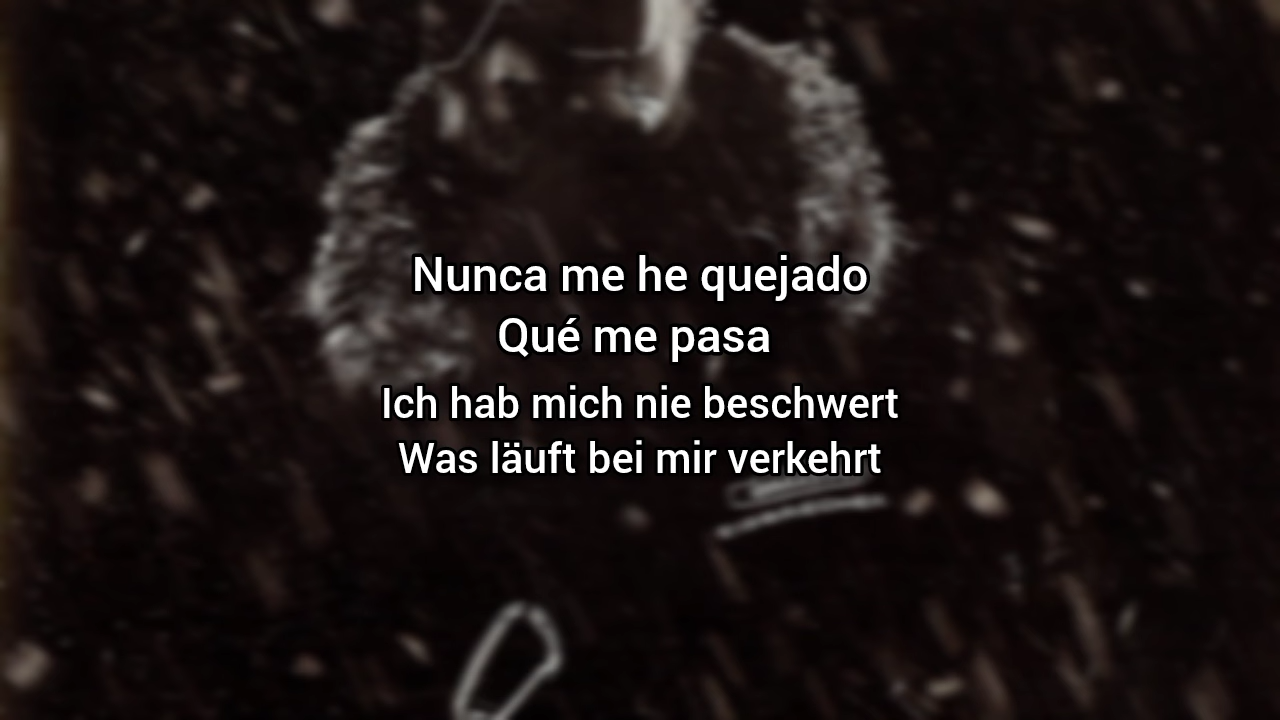 Nunca me he quejado
Qué me pasa
Ich hab mich nie beschwert
Was läuft bei mir verkehrt